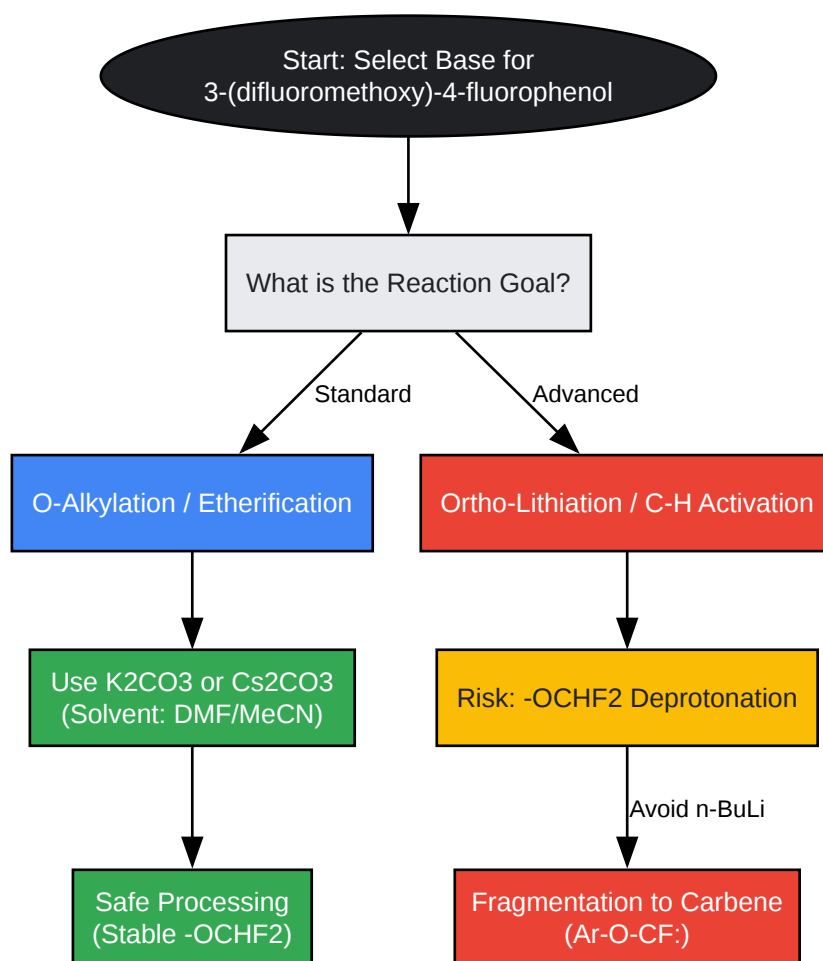 Start: Select Base for
3-(difluoromethoxy)-4-fluorophenol
What is the Reaction Goal?
Standard
Advanced
O-Alkylation / Etherification
Ortho-Lithiation / C-H Activation
Use K2CO3 or Cs2CO3
(Solvent: DMF/MeCN)
Risk: -OCHF2 Deprotonation
Avoid n-BuLi
Safe Processing
(Stable -OCHF2)
Fragmentation to Carbene
(Ar-O-CF:)